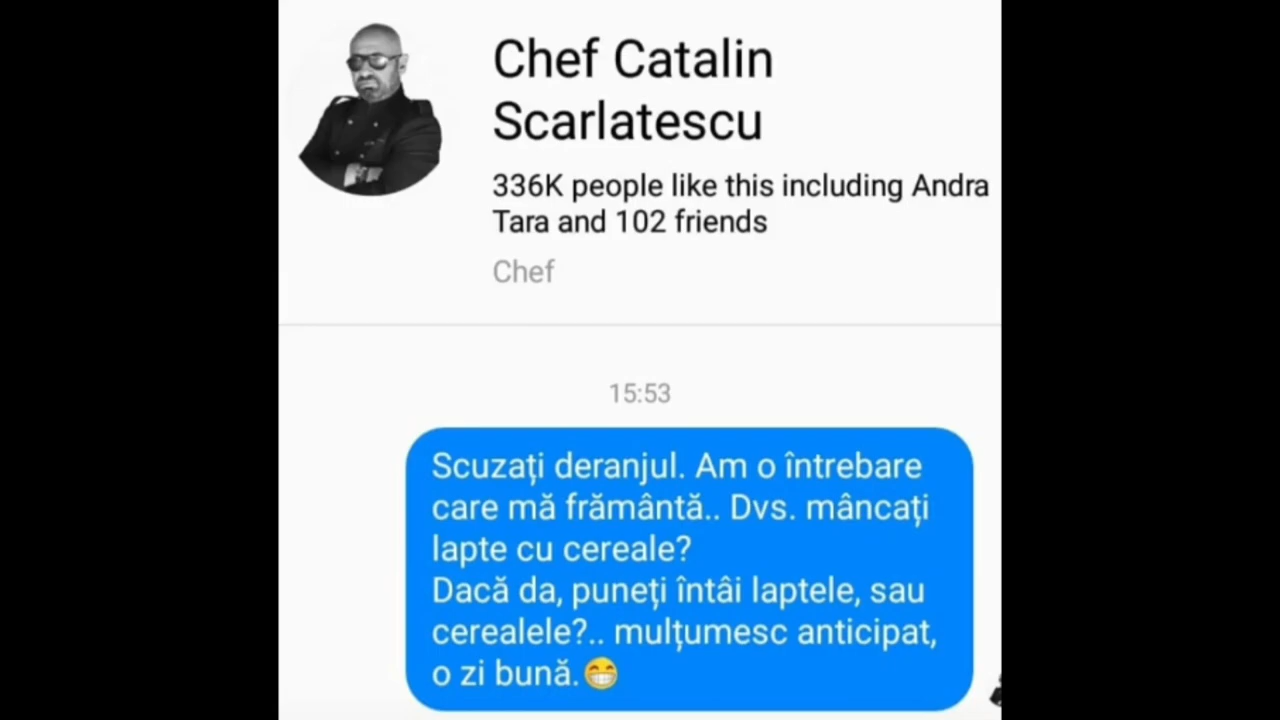 Chef Catalin
Scarlatescu
336K people like this including Andra
Tara and 102 friends
Chef
15:53
Scuzați deranjul. Am o întrebare
care mă frământă.. Dvs. mâncați
lapte cu cereale?
Dacă da, puneți întâi laptele, sau
cerealele?.. mulțumesc anticipat,
o zi bună.😁